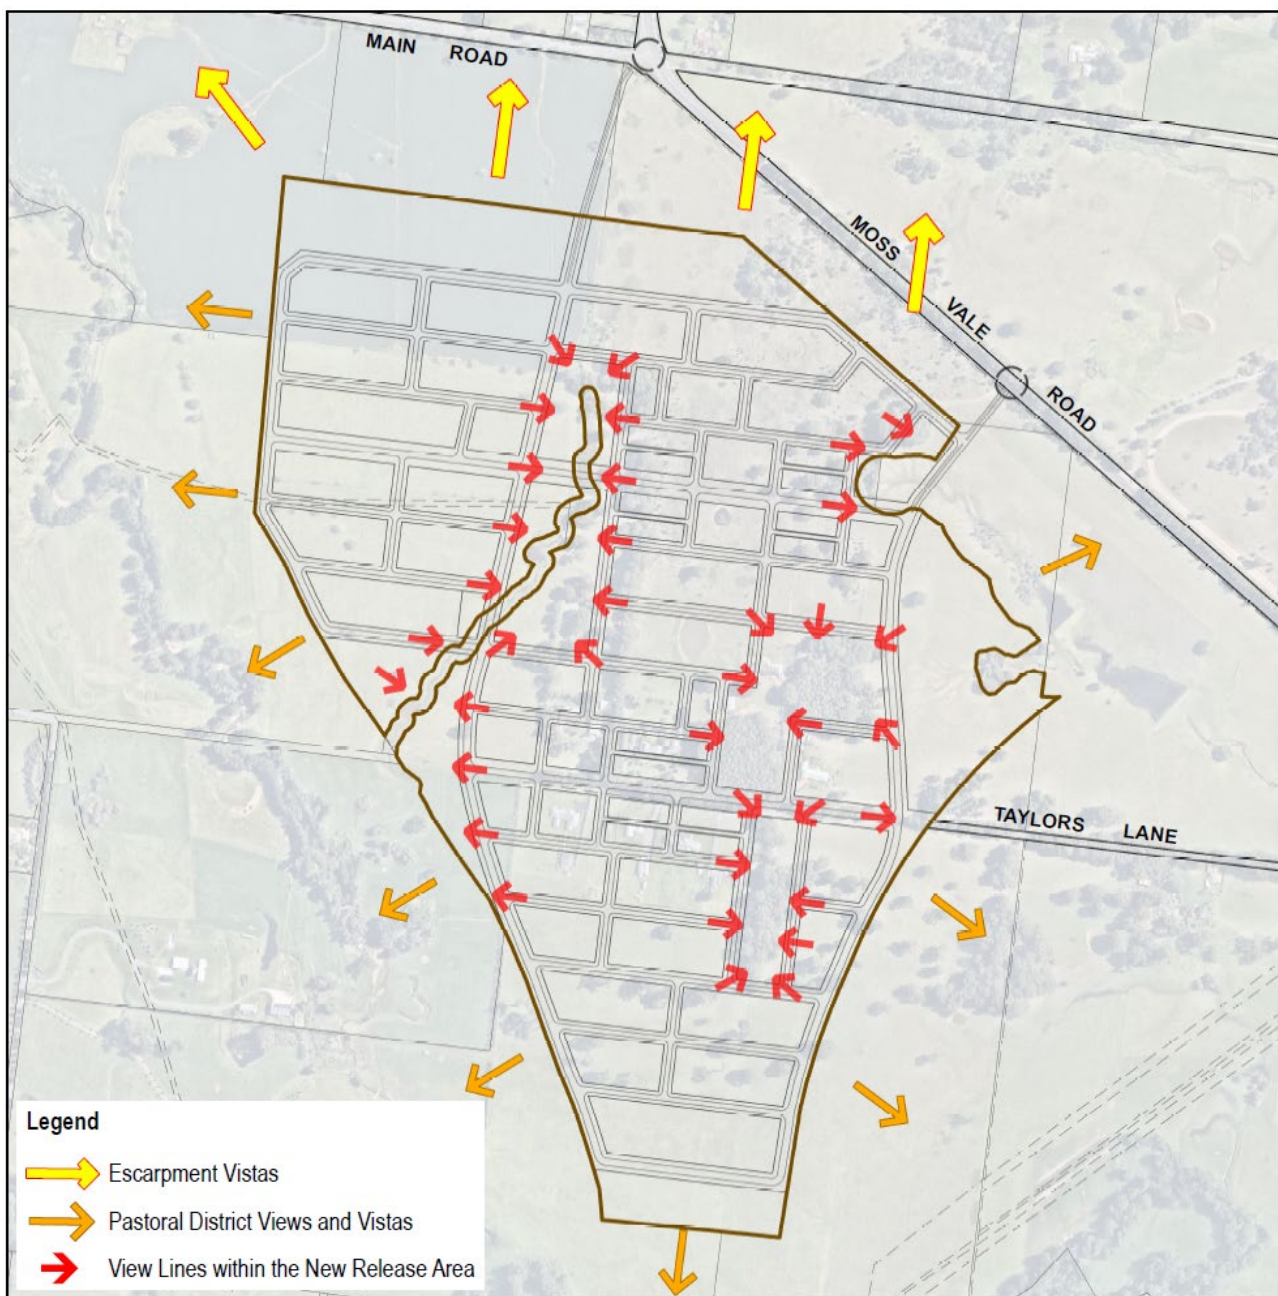 MAIN ROAD
MOSS VALE ROAD
TAYLORS LANE
Legend
Escarpment Vistas
Pastoral District Views and Vistas
View Lines within the New Release Area